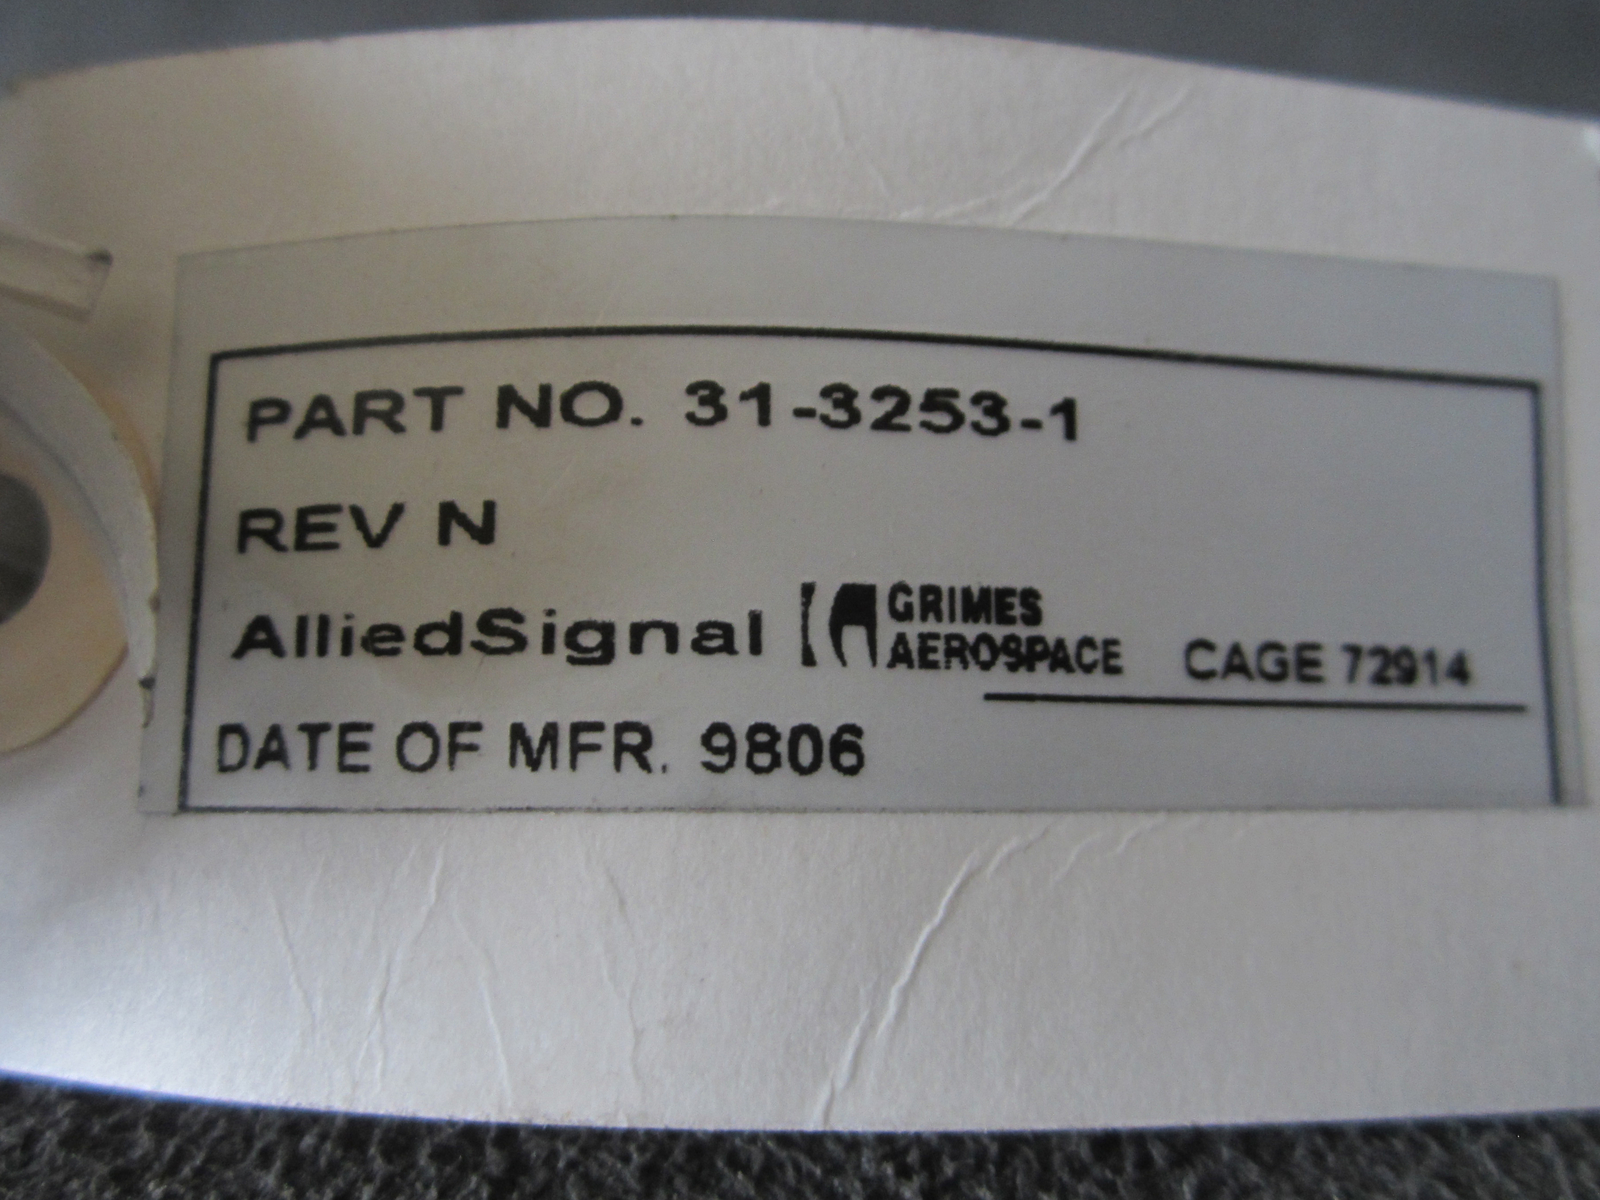 PART NO. 31-3253-1
REV N
AlliedSignal GRIMES AEROSPACE CAGE 72914
DATE OF MFR. 9806